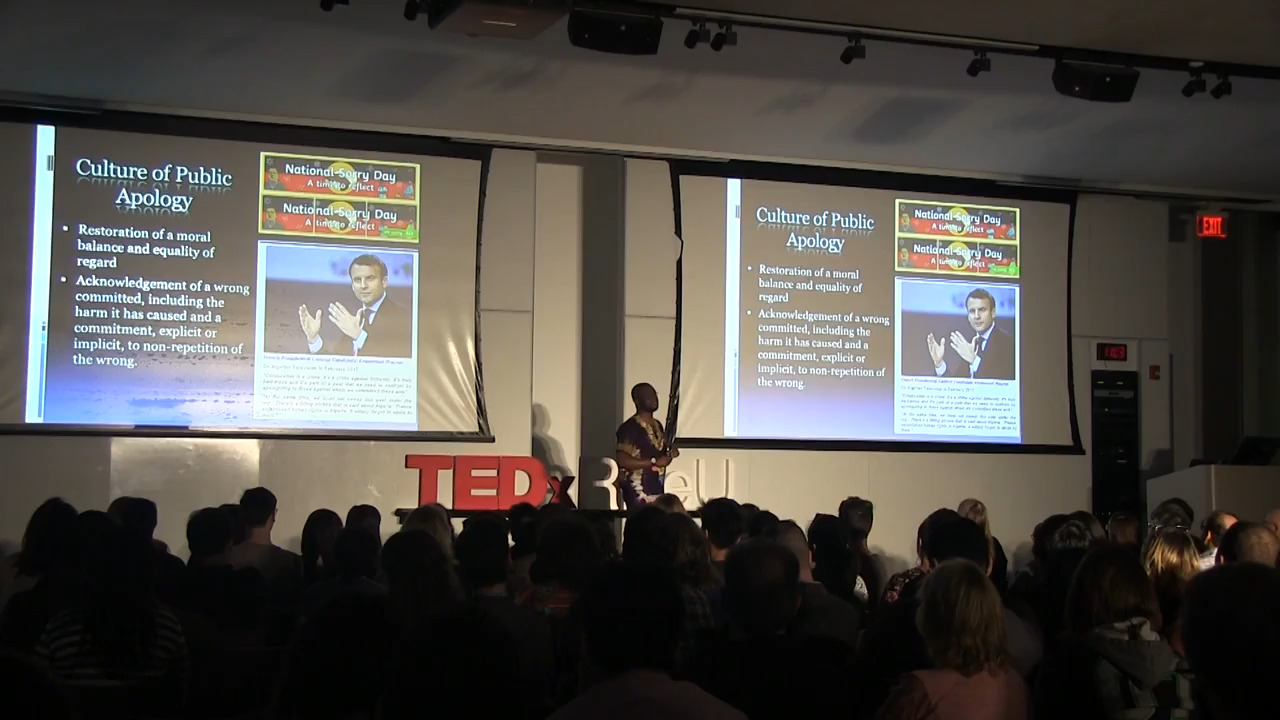 Culture of Public
Apology
• Restoration of a moral
balance and equality of
regard
• Acknowledgement of a wrong
committed, including the
harm it has caused and a
commitment, explicit or
implicit, to non-repetition of
the wrong.
National Sorry Day
A time to reflect
National Sorry Day
A time to reflect
Culture of Public
Apology
• Restoration of a moral
balance and equality of
regard
• Acknowledgement of a wrong
committed, including the
harm it has caused and a
commitment, explicit or
implicit, to non-repetition of
the wrong.
National Sorry Day
A time to reflect
National Sorry Day
A time to reflect
EXIT
TEDx R eU